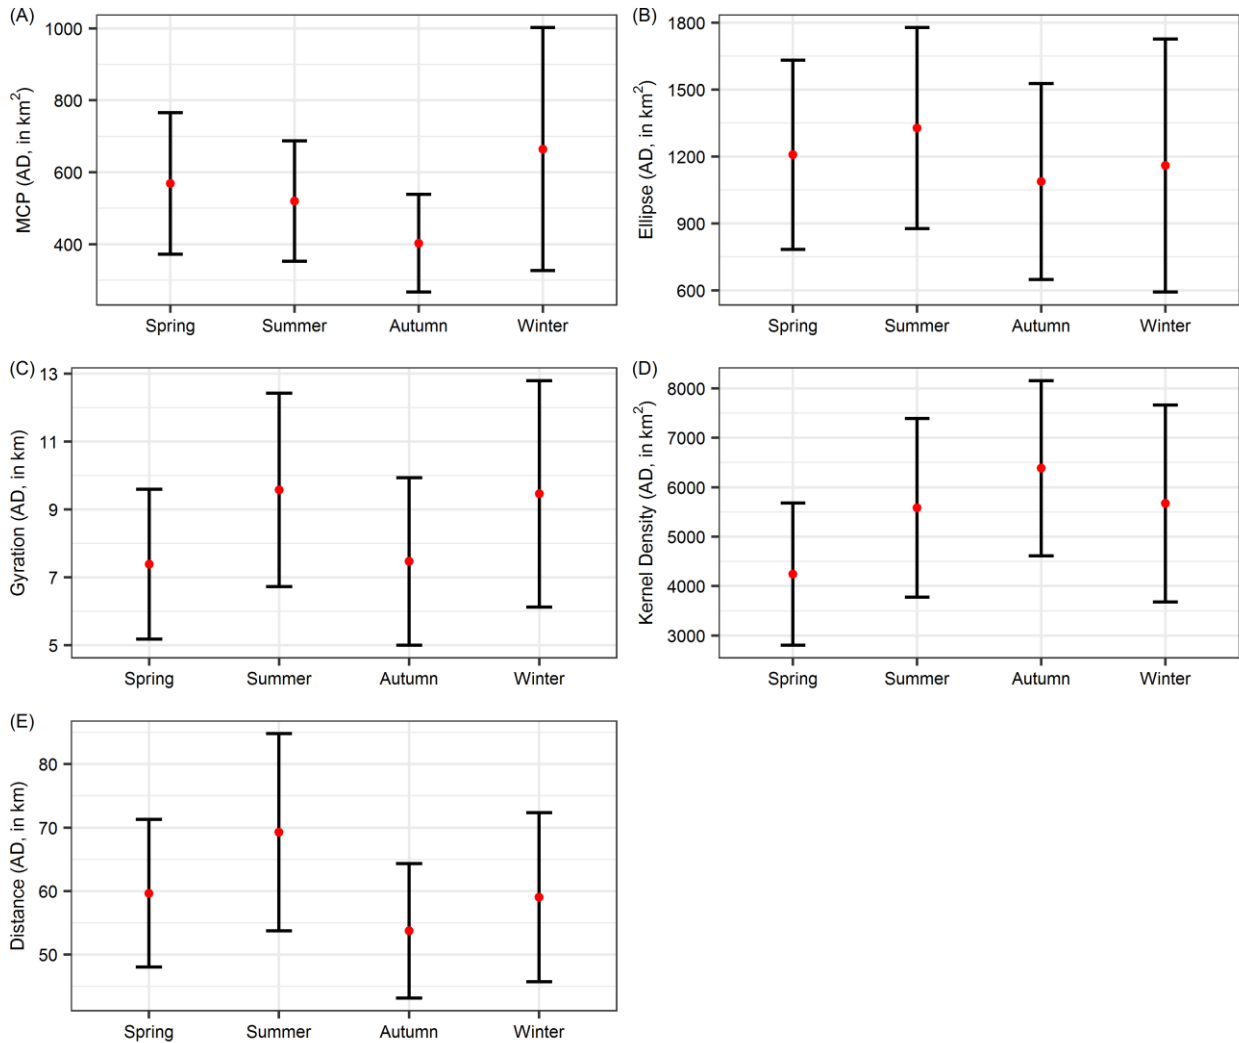 (A)
MCP (AD, in km²)
1000
800
600
400
Spring Summer Autumn Winter
(B)
Ellipse (AD, in km²)
1800
1500
1200
900
600
Spring Summer Autumn Winter
(C)
Gyration (AD, in km)
13
11
9
7
5
Spring Summer Autumn Winter
(D)
Kernel Density (AD, in km²)
8000
7000
6000
5000
4000
3000
Spring Summer Autumn Winter
(E)
Distance (AD, in km)
80
70
60
50
Spring Summer Autumn Winter